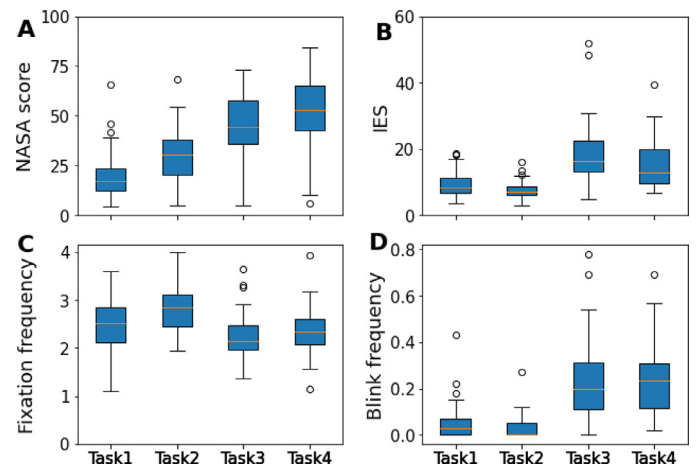 A
NASA score
100
75
50
25
0
B
IES
60
40
20
0
C
Fixation frequency
4
3
2
1
0
Task1 Task2 Task3 Task4
D
Blink frequency
0.8
0.6
0.4
0.2
0.0
Task1 Task2 Task3 Task4